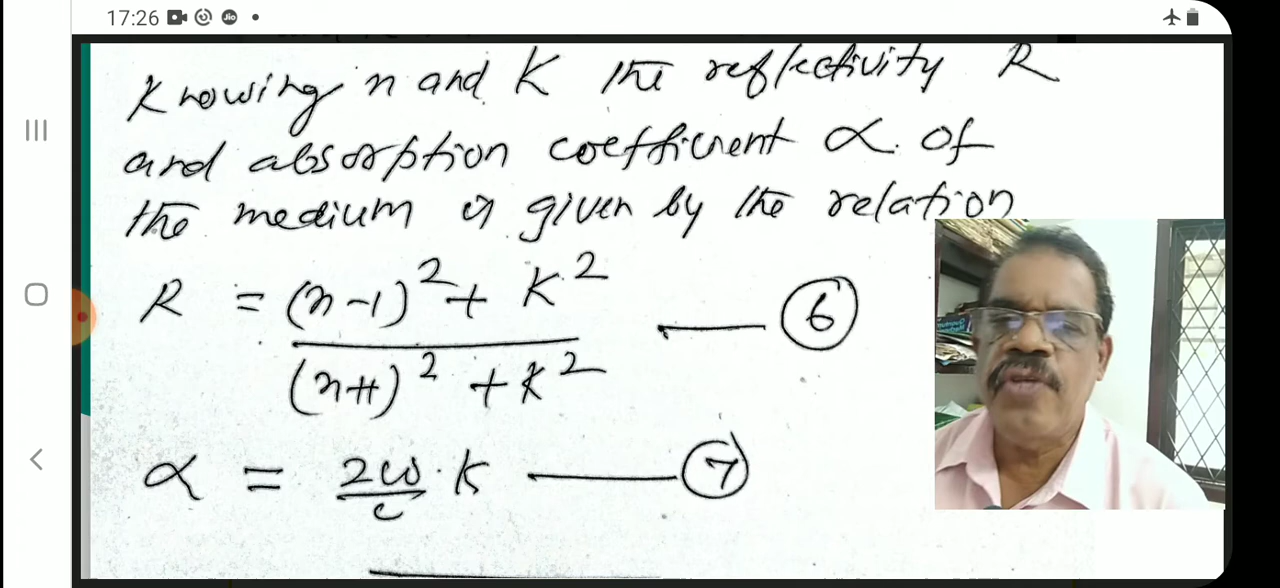 17:26
Knowing n and K the reflectivity R
and absorption coefficient α of
the medium is given by the relation
R = (n-1)² + K² / (n+1)² + K² — 6
α = 2ω/c . K — 7